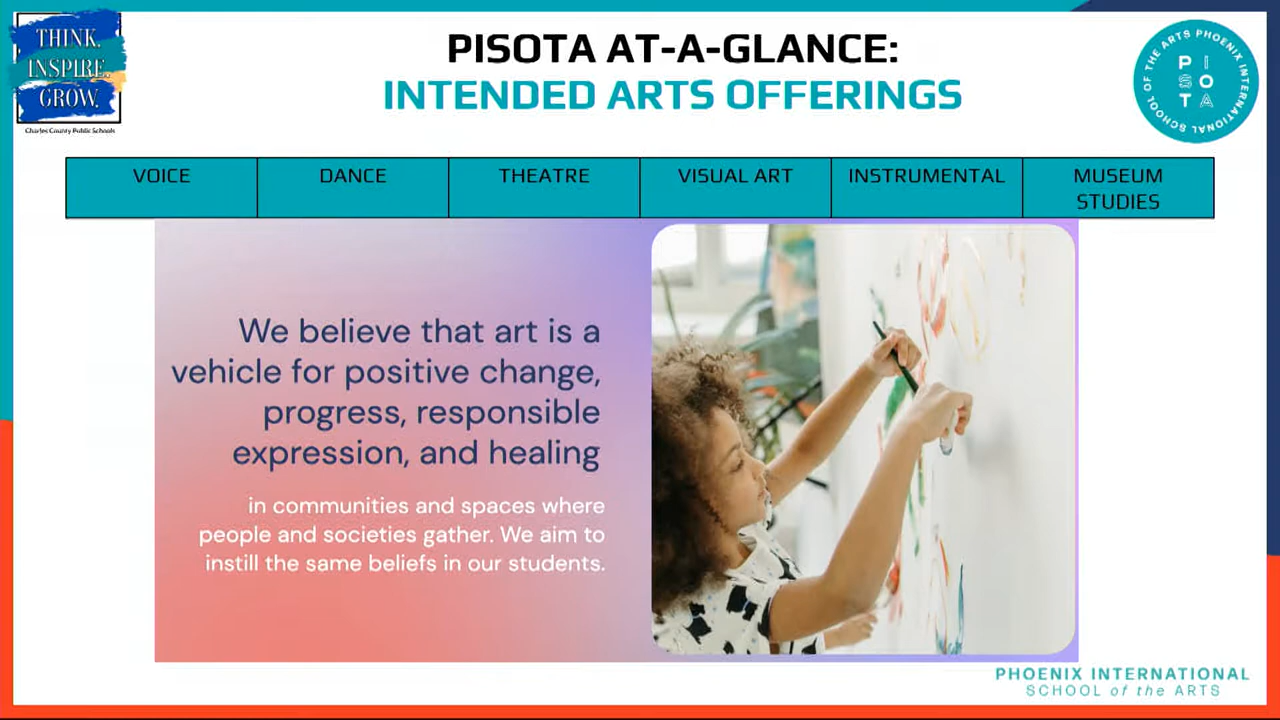 THINK.
INSPIRE.
GROW.
Charles County Public Schools
PISOTA AT-A-GLANCE:
INTENDED ARTS OFFERINGS
SCHOOL OF THE ARTS PHOENIX INTERNATIONAL
P I
S O
T A
VOICE
DANCE
THEATRE
VISUAL ART
INSTRUMENTAL
MUSEUM
STUDIES
We believe that art is a
vehicle for positive change,
progress, responsible
expression, and healing
in communities and spaces where
people and societies gather. We aim to
instill the same beliefs in our students.
PHOENIX INTERNATIONAL
SCHOOL of the ARTS